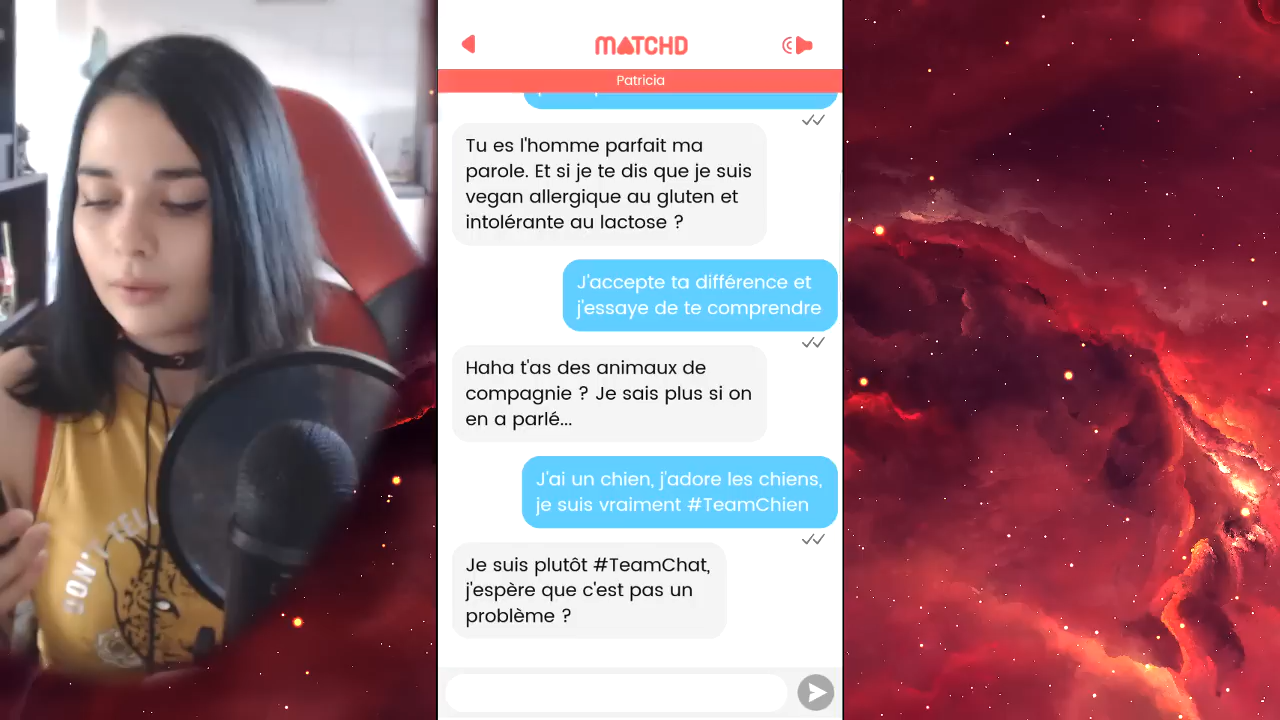 MATCHD
Patricia
Tu es l'homme parfait ma
parole. Et si je te dis que je suis
vegan allergique au gluten et
intolérante au lactose ?
J'accepte ta différence et
j'essaye de te comprendre
Haha t'as des animaux de
compagnie ? Je sais plus si on
en a parlé...
J'ai un chien, j'adore les chiens,
je suis vraiment #TeamChien
Je suis plutôt #TeamChat,
j'espère que c'est pas un
problème ?
DON'T TELL